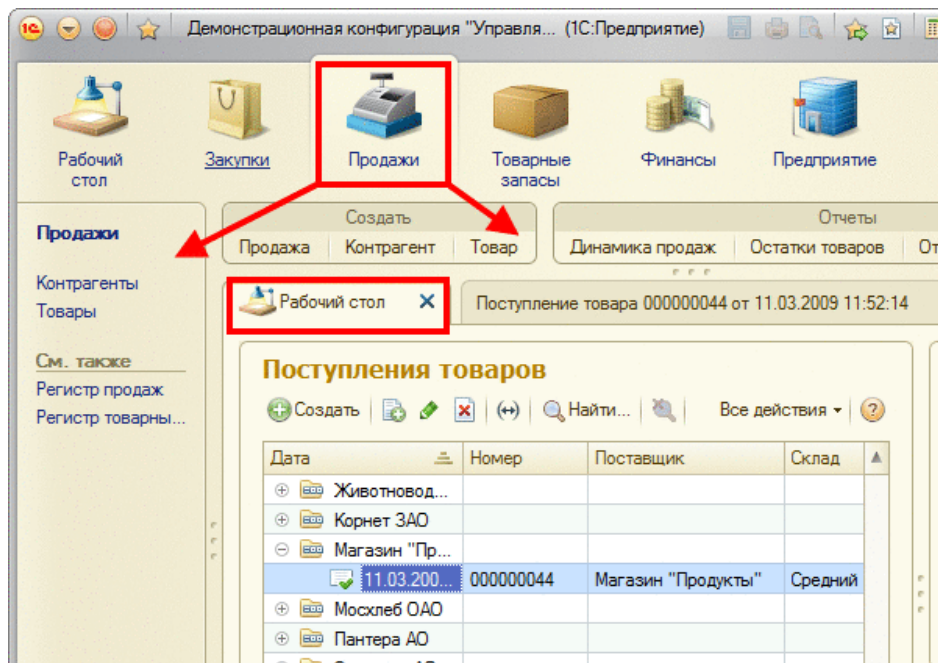 Демонстрационная конфигурация "Управля... (1С:Предприятие)
Рабочий стол
Закупки
Продажи
Товарные запасы
Финансы
Предприятие
Продажи
Контрагенты
Товары
См. также
Регистр продаж
Регистр товарны...
Создать
Продажа Контрагент Товар
Отчеты
Динамика продаж Остатки товаров От
Рабочий стол
Поступление товара 000000044 от 11.03.2009 11:52:14
Поступления товаров
Создать Найти... Все действия
Дата Номер Поставщик Склад
Животновод...
Корнет ЗАО
Магазин "Пр...
11.03.200... 000000044 Магазин "Продукты" Средний
Мосхлеб ОАО
Пантера АО